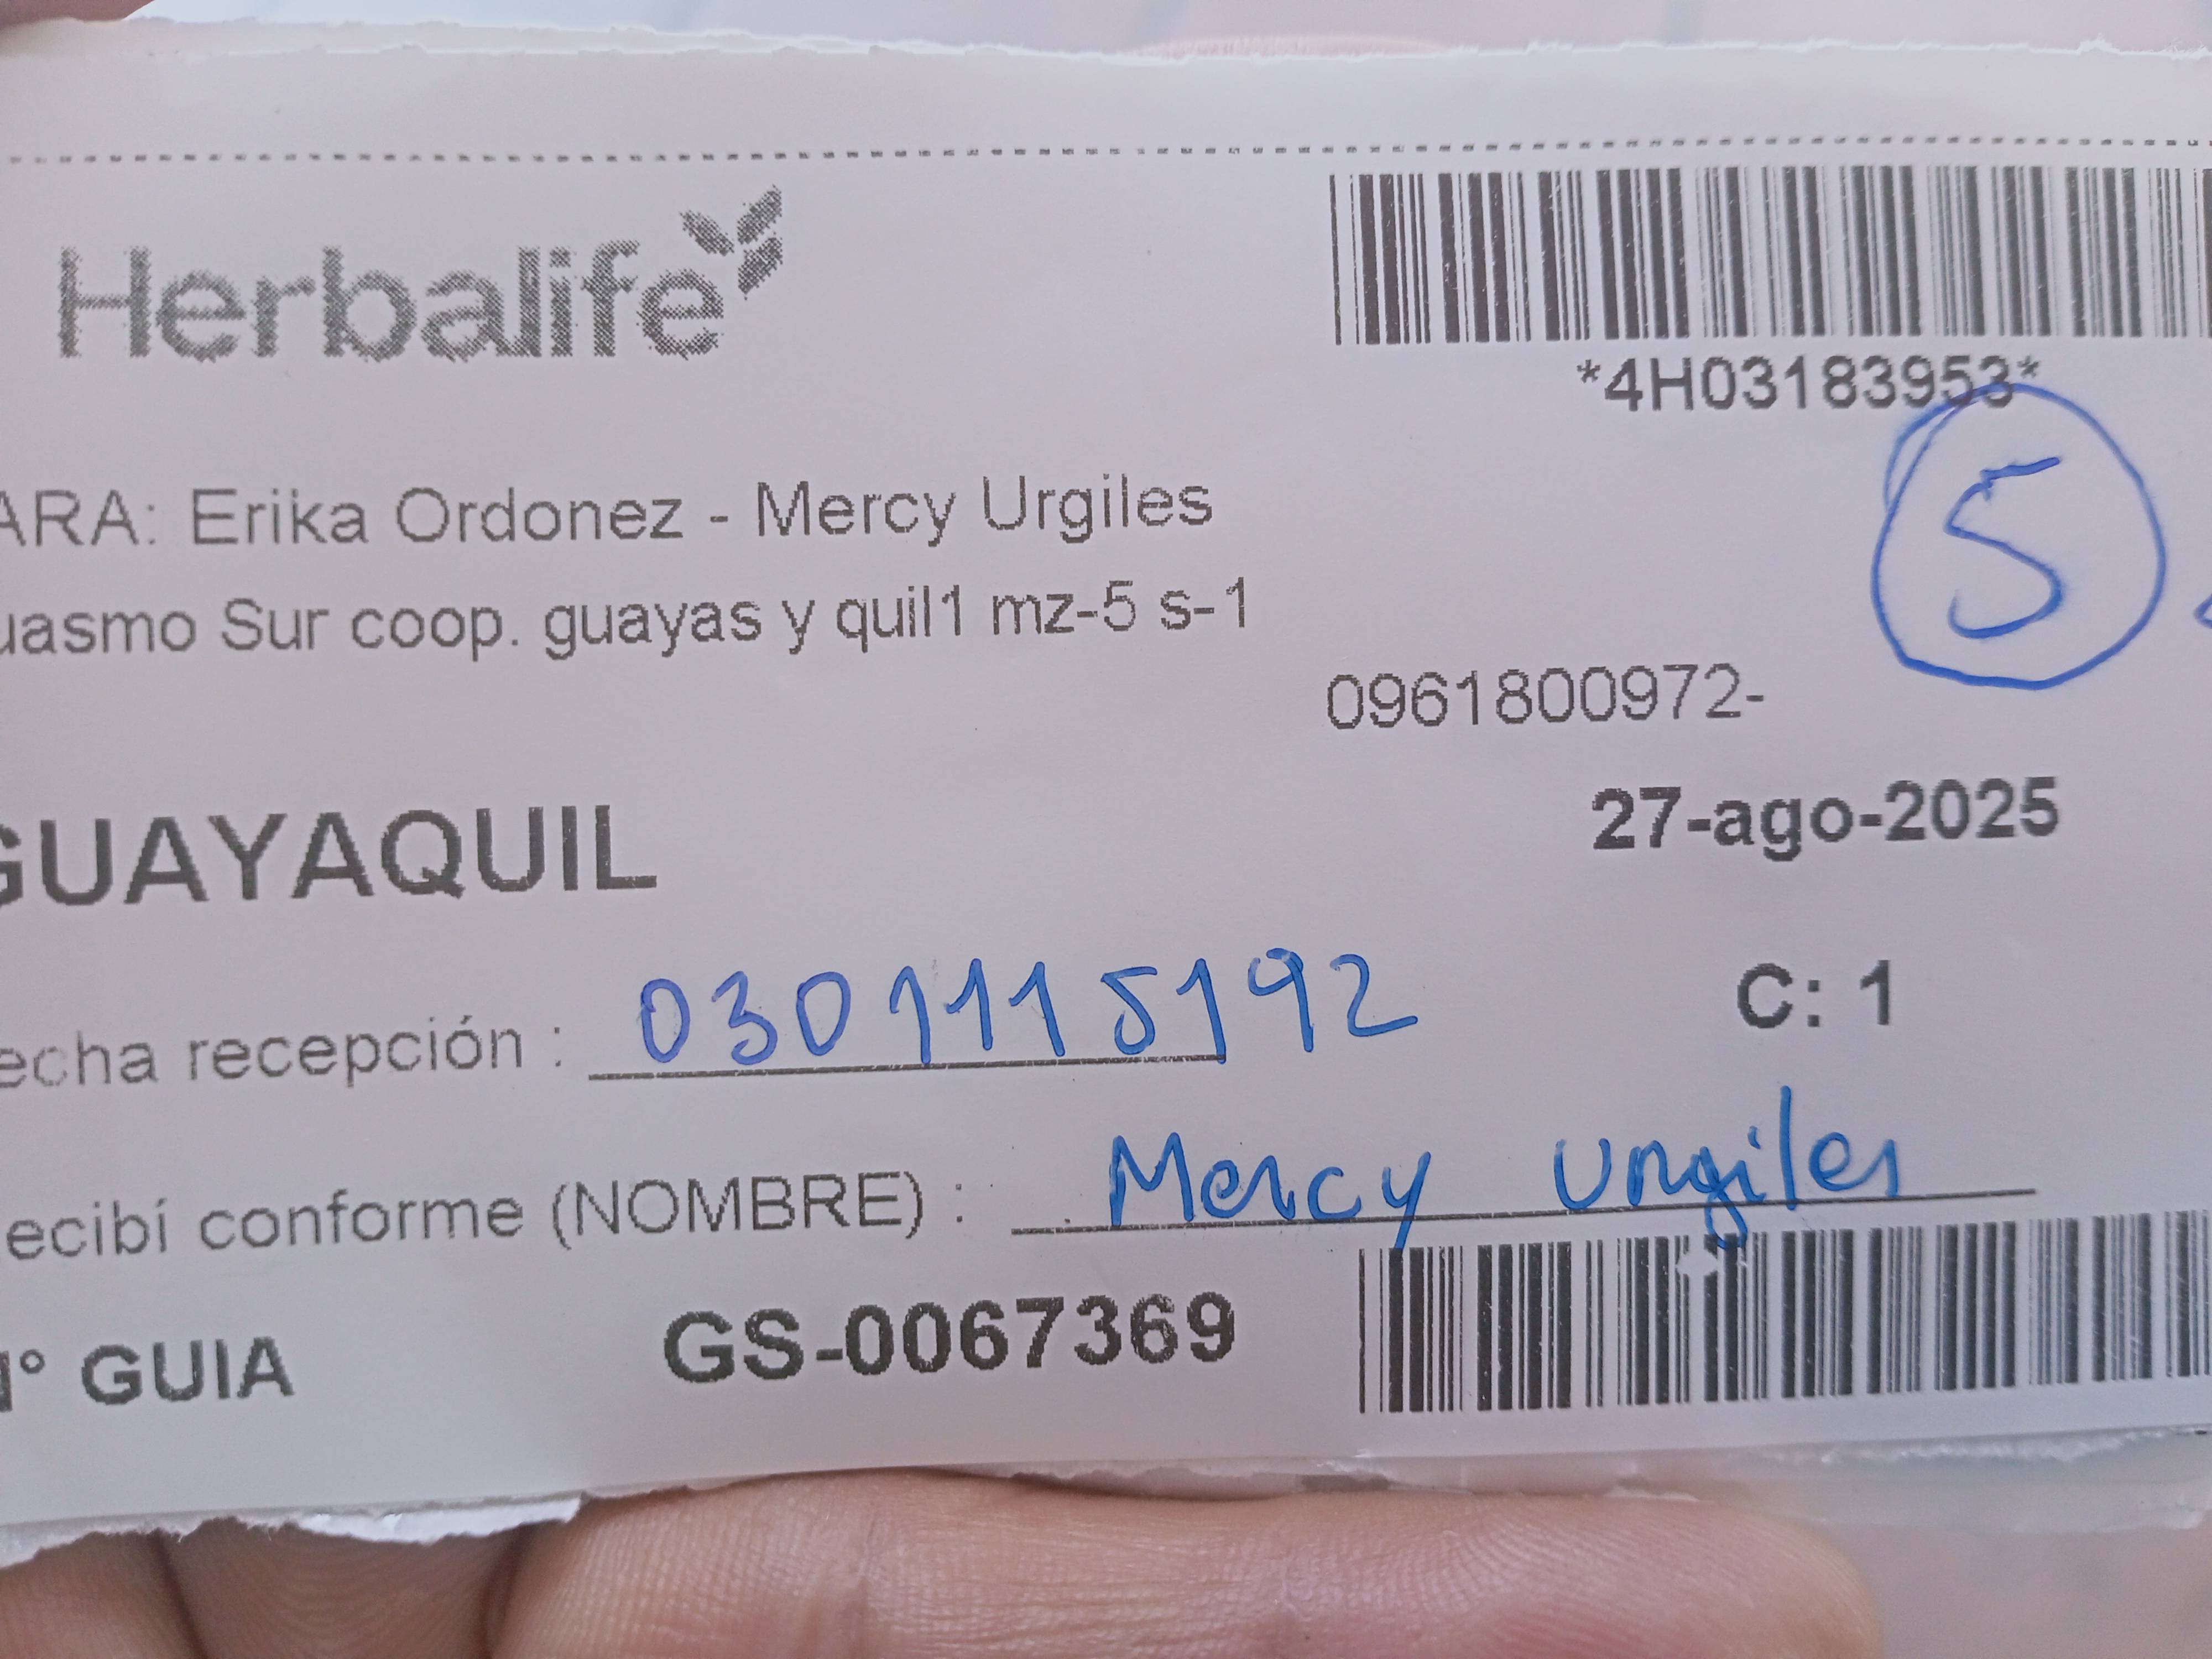 Herbalife
*4H03183953*
5
ARA: Erika Ordonez - Mercy Urgiles
uasmo Sur coop. guayas y quil1 mz-5 s-1
0961800972-
GUAYAQUIL
27-ago-2025
echa recepción : 0301115192
C: 1
ecibí conforme (NOMBRE) : Mercy Urgiles
N° GUIA GS-0067369